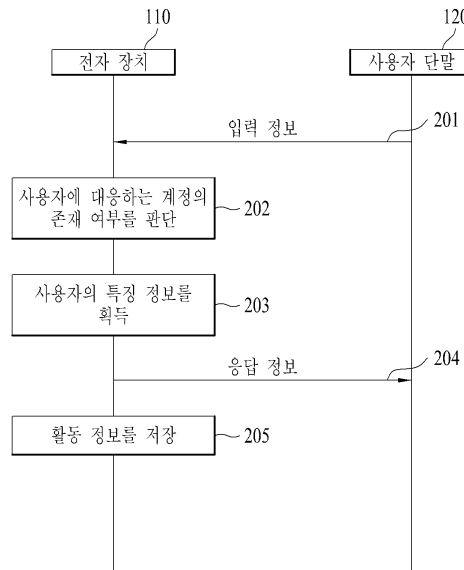 110
120
전자 장치
사용자 단말
입력 정보
201
사용자에 대응하는 계정의
존재 여부를 판단
202
사용자의 특징 정보를
획득
203
응답 정보
204
활동 정보를 저장
205